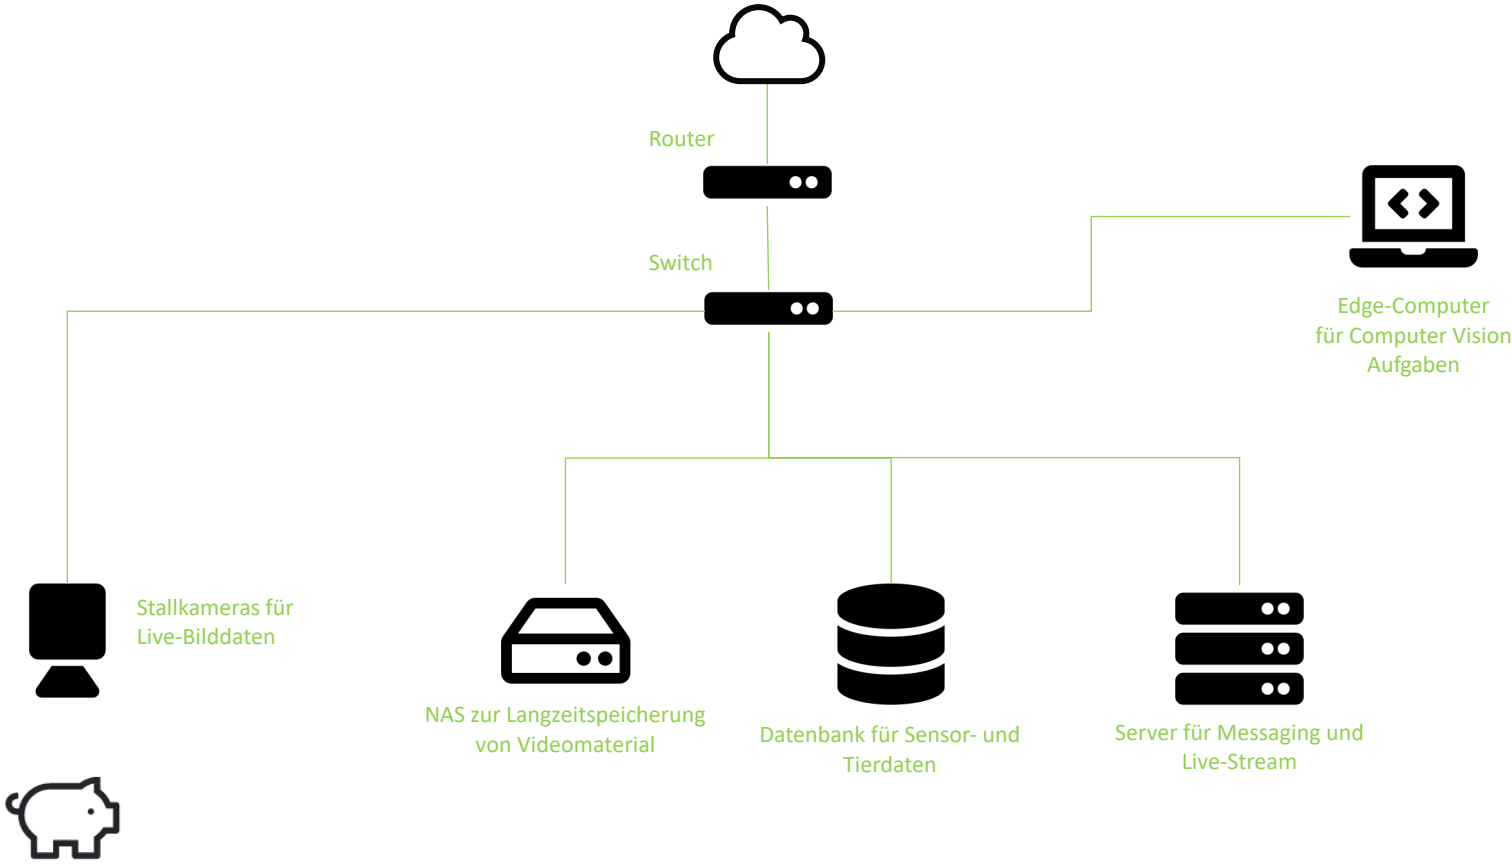 Router
Switch
Edge-Computer
für Computer Vision
Aufgaben
Stallkameras für
Live-Bilddaten
NAS zur Langzeitspeicherung
von Videomaterial
Datenbank für Sensor- und
Tierdaten
Server für Messaging und
Live-Stream